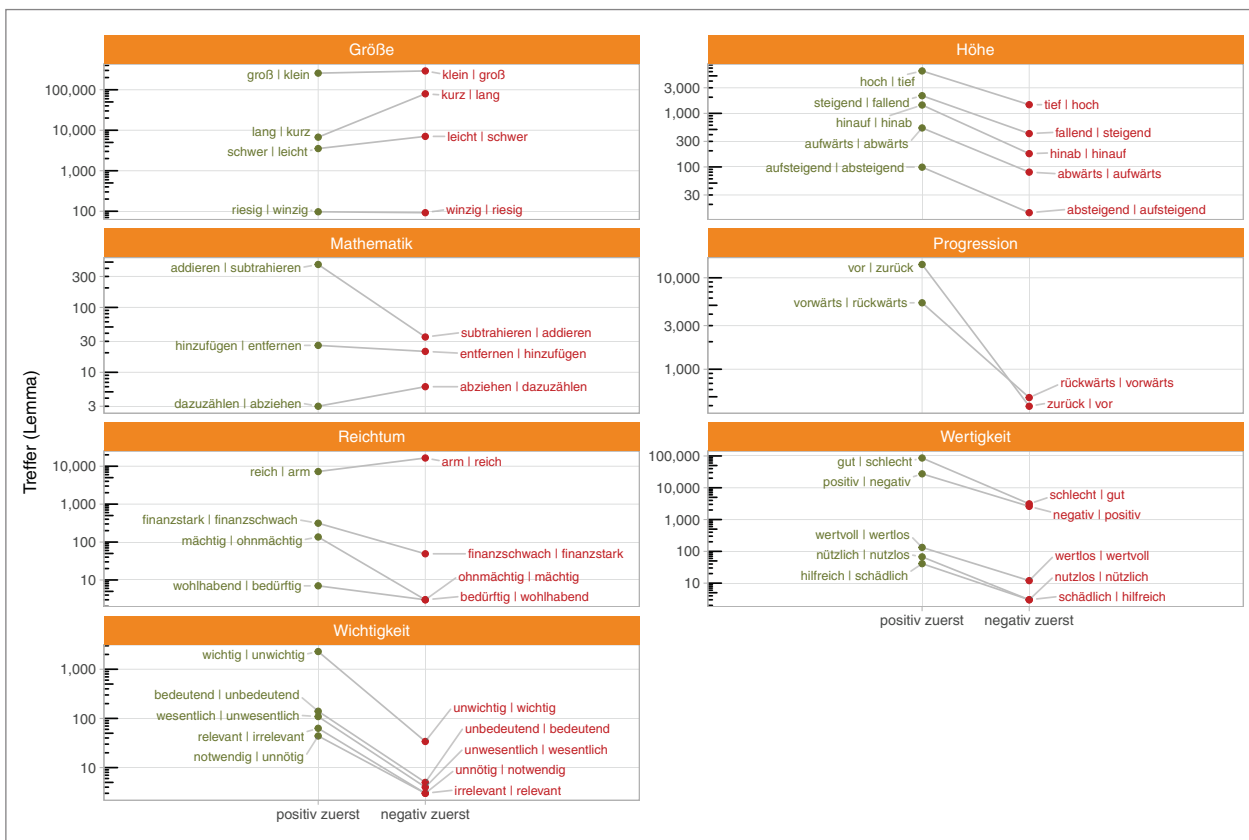 Treffer (Lemma)
Größe
100,000
10,000
1,000
100
groß | klein
klein | groß
kurz | lang
lang | kurz
leicht | schwer
schwer | leicht
riesig | winzig
winzig | riesig
Höhe
3,000
1,000
300
100
30
hoch | tief
steigend | fallend
hinauf | hinab
aufwärts | abwärts
aufsteigend | absteigend
tief | hoch
fallend | steigend
hinab | hinauf
abwärts | aufwärts
absteigend | aufsteigend
Mathematik
300
100
30
10
3
addieren | subtrahieren
hinzufügen | entfernen
dazuzählen | abziehen
subtrahieren | addieren
entfernen | hinzufügen
abziehen | dazuzählen
Progression
10,000
3,000
1,000
vor | zurück
vorwärts | rückwärts
rückwärts | vorwärts
zurück | vor
Reichtum
10,000
1,000
100
10
reich | arm
finanzstark | finanzschwach
mächtig | ohnmächtig
wohlhabend | bedürftig
arm | reich
finanzschwach | finanzstark
ohnmächtig | mächtig
bedürftig | wohlhabend
Wertigkeit
100,000
10,000
1,000
100
10
gut | schlecht
positiv | negativ
wertvoll | wertlos
nützlich | nutzlos
hilfreich | schädlich
schlecht | gut
negativ | positiv
wertlos | wertvoll
nutzlos | nützlich
schädlich | hilfreich
positiv zuerst
negativ zuerst
Wichtigkeit
1,000
100
10
wichtig | unwichtig
bedeutend | unbedeutend
wesentlich | unwesentlich
relevant | irrelevant
notwendig | unnötig
unwichtig | wichtig
unbedeutend | bedeutend
unwesentlich | wesentlich
unnötig | notwendig
irrelevant | relevant
positiv zuerst
negativ zuerst